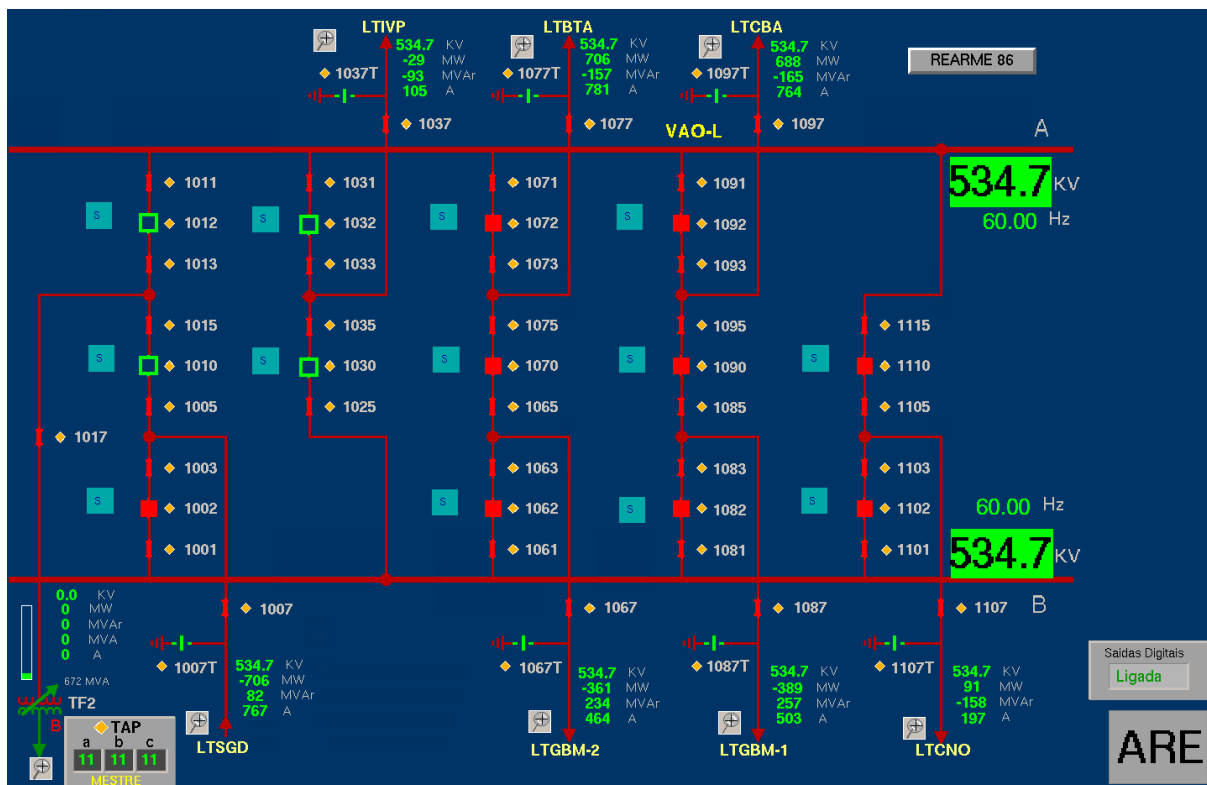 LTIVP LTBTA LTCBA
534.7 KV 534.7 KV 534.7 KV
-29 MW 706 MW 688 MW
-93 MVAr -157 MVAr -165 MVAr
105 A 781 A 764 A
1037T 1077T 1097T
REARME 86
1037 1077 1097
VAO-L
A
534.7 KV
60.00 Hz
1011 1031 1071 1091
S S S S
1012 1032 1072 1092
1013 1033 1073 1093
1015 1035 1075 1095 1115
S S S S S
1010 1030 1070 1090 1110
1005 1025 1065 1085 1105
1017
1003 1063 1083 1103
S S S S
1002 1062 1082 1102
1001 1061 1081 1101
60.00 Hz
534.7 KV
B
0.0 KV
0 MW
0 MVAr
0 MVA
0 A
672 MVA
TF2
B
TAP
a b c
11 11 11
MESTRE
1007 1067 1087 1107
1007T 1067T 1087T 1107T
534.7 KV 534.7 KV 534.7 KV 534.7 KV
-706 MW -361 MW -389 MW 91 MW
82 MVAr 234 MVAr 257 MVAr -158 MVAr
767 A 464 A 503 A 197 A
LTSGD LTGBM-2 LTGBM-1 LTCNO
Saidas Digitais
Ligada
ARE